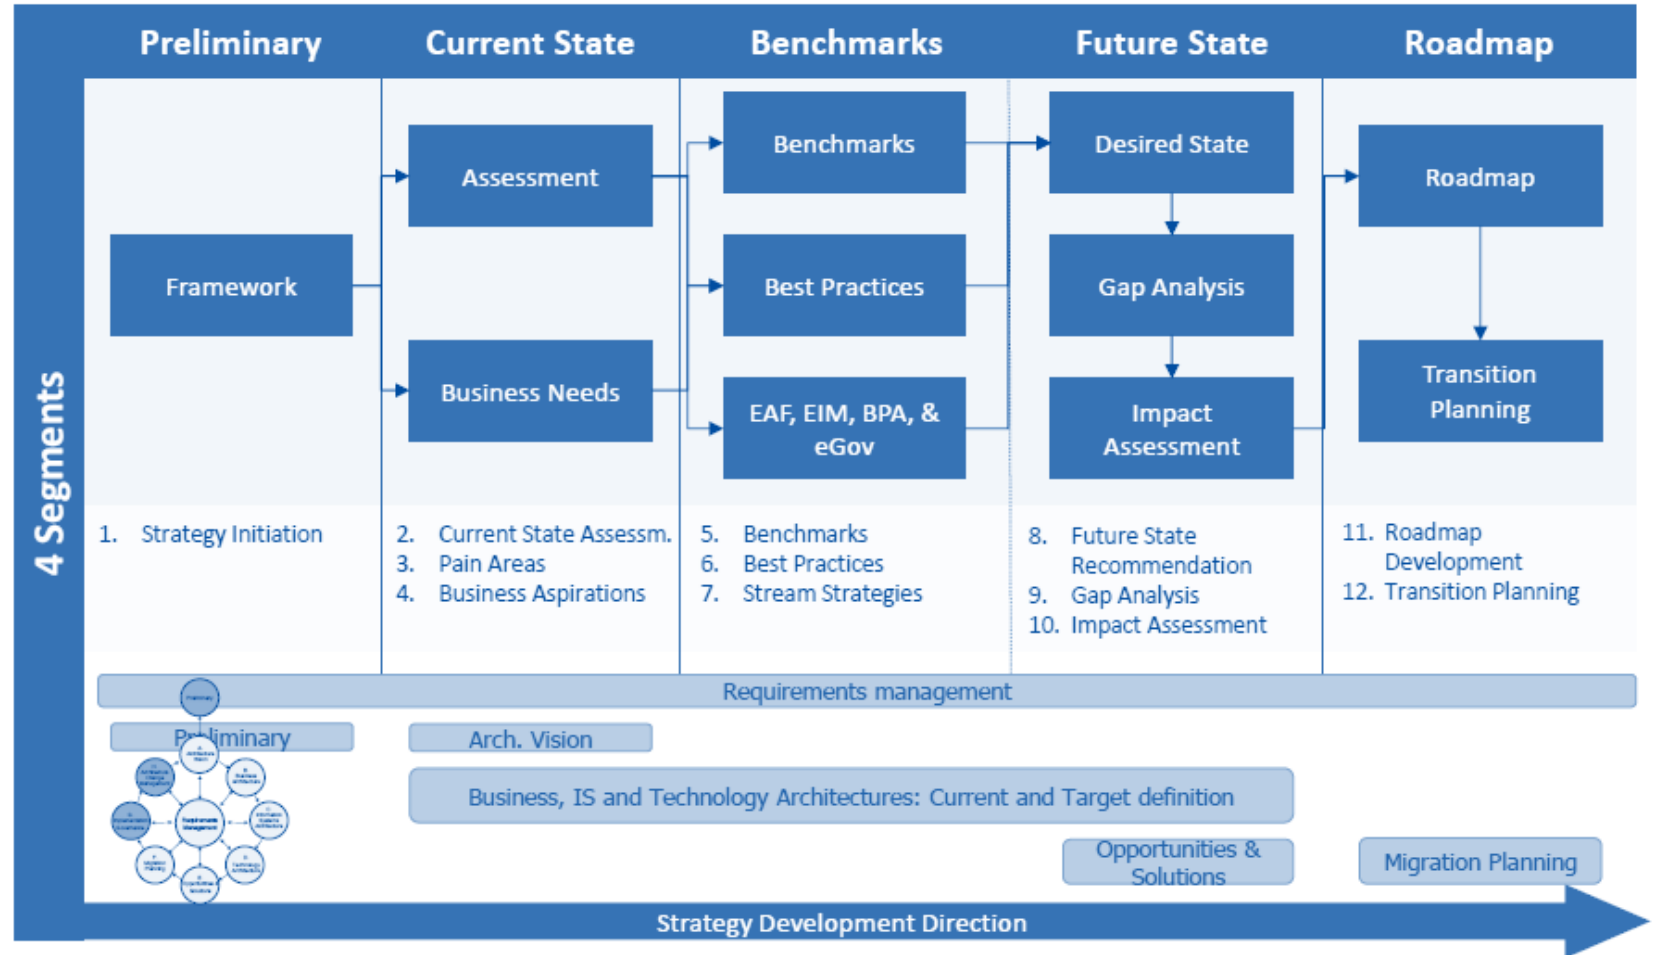 Preliminary
Current State
Benchmarks
Future State
Roadmap
4 Segments
Framework
Assessment
Business Needs
Benchmarks
Best Practices
EAF, EIM, BPA, &
eGov
Desired State
Gap Analysis
Impact
Assessment
Roadmap
Transition
Planning
1. Strategy Initiation
2. Current State Assessm.
3. Pain Areas
4. Business Aspirations
5. Benchmarks
6. Best Practices
7. Stream Strategies
8. Future State
Recommendation
9. Gap Analysis
10. Impact Assessment
11. Roadmap
Development
12. Transition Planning
Requirements management
Preliminary
Arch. Vision
Business, IS and Technology Architectures: Current and Target definition
Opportunities &
Solutions
Migration Planning
Requirements
Management
Strategy Development Direction